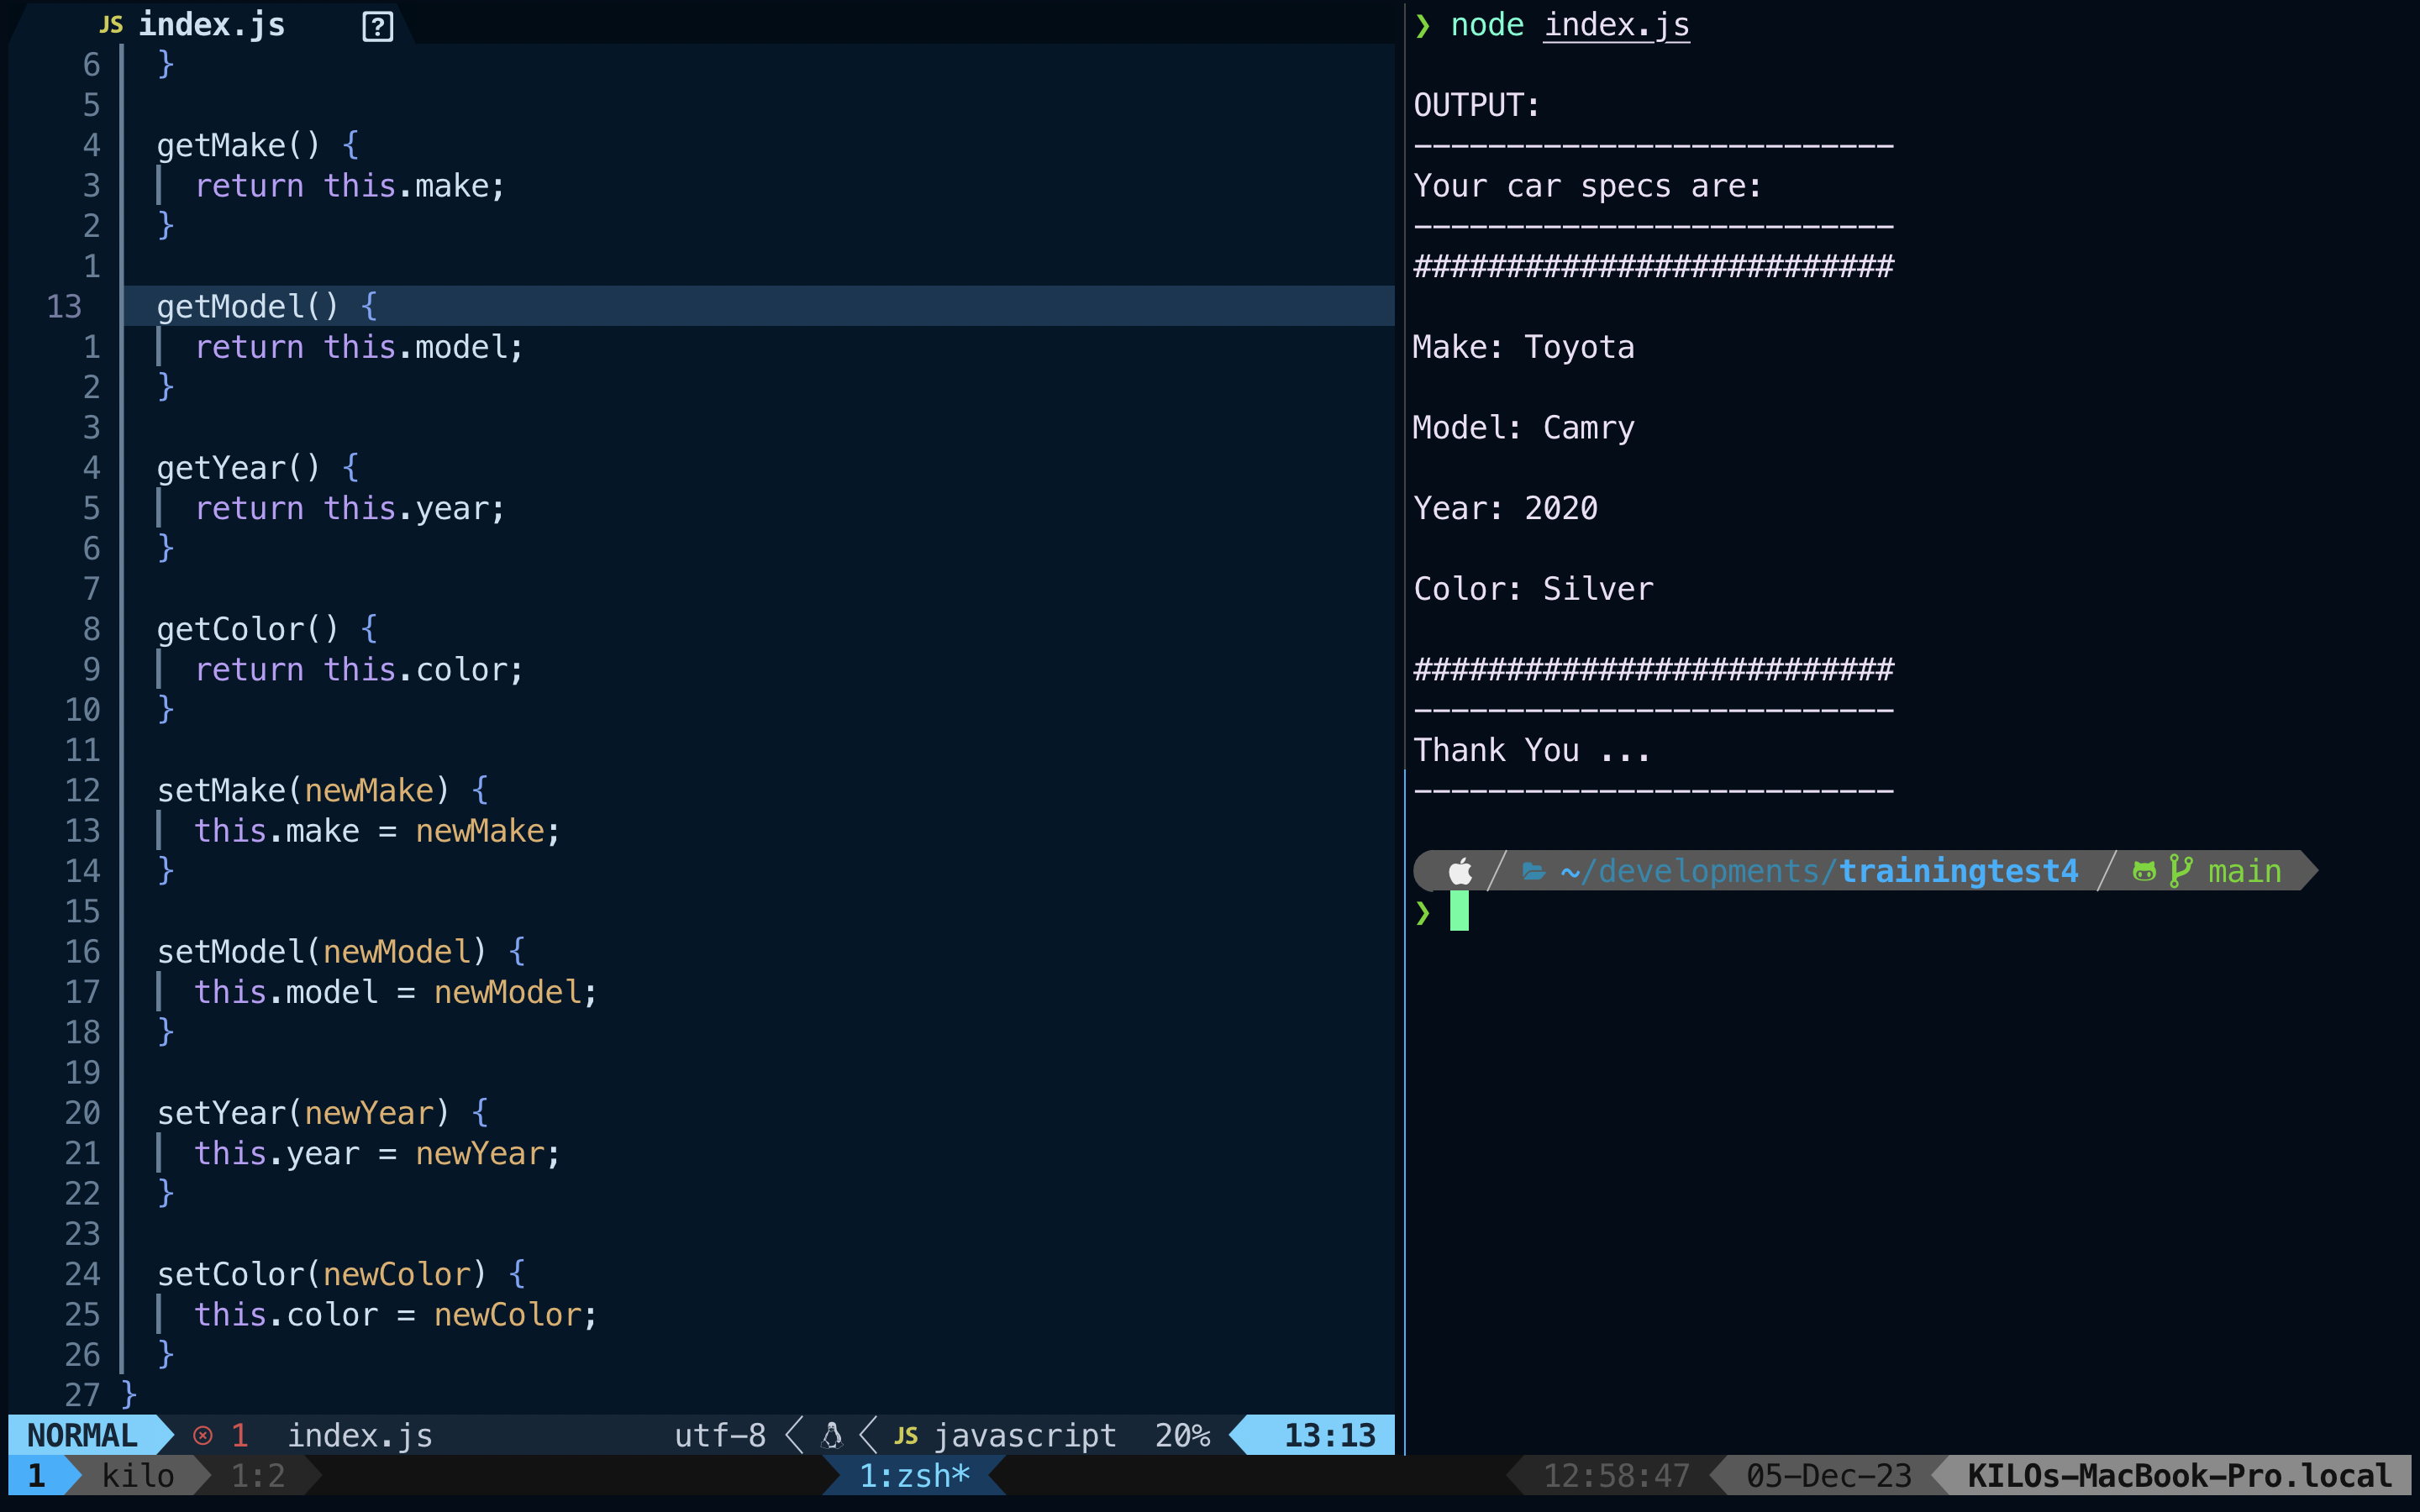 JS index.js
6 }
5
4 getMake() {
3 return this.make;
2 }
1
13 getModel() {
1 return this.model;
2 }
3
4 getYear() {
5 return this.year;
6 }
7
8 getColor() {
9 return this.color;
10 }
11
12 setMake(newMake) {
13 this.make = newMake;
14 }
15
16 setModel(newModel) {
17 this.model = newModel;
18 }
19
20 setYear(newYear) {
21 this.year = newYear;
22 }
23
24 setColor(newColor) {
25 this.color = newColor;
26 }
27 }
NORMAL 1 index.js utf-8 JS javascript 20% 13:13
❯ node index.js
OUTPUT:
--------------------------
Your car specs are:
--------------------------
##########################
Make: Toyota
Model: Camry
Year: 2020
Color: Silver
##########################
--------------------------
Thank You ...
--------------------------
~/developments/trainingtest4 main
❯
1 kilo 1:2 1:zsh* 12:58:47 05-Dec-23 KILOs-MacBook-Pro.local